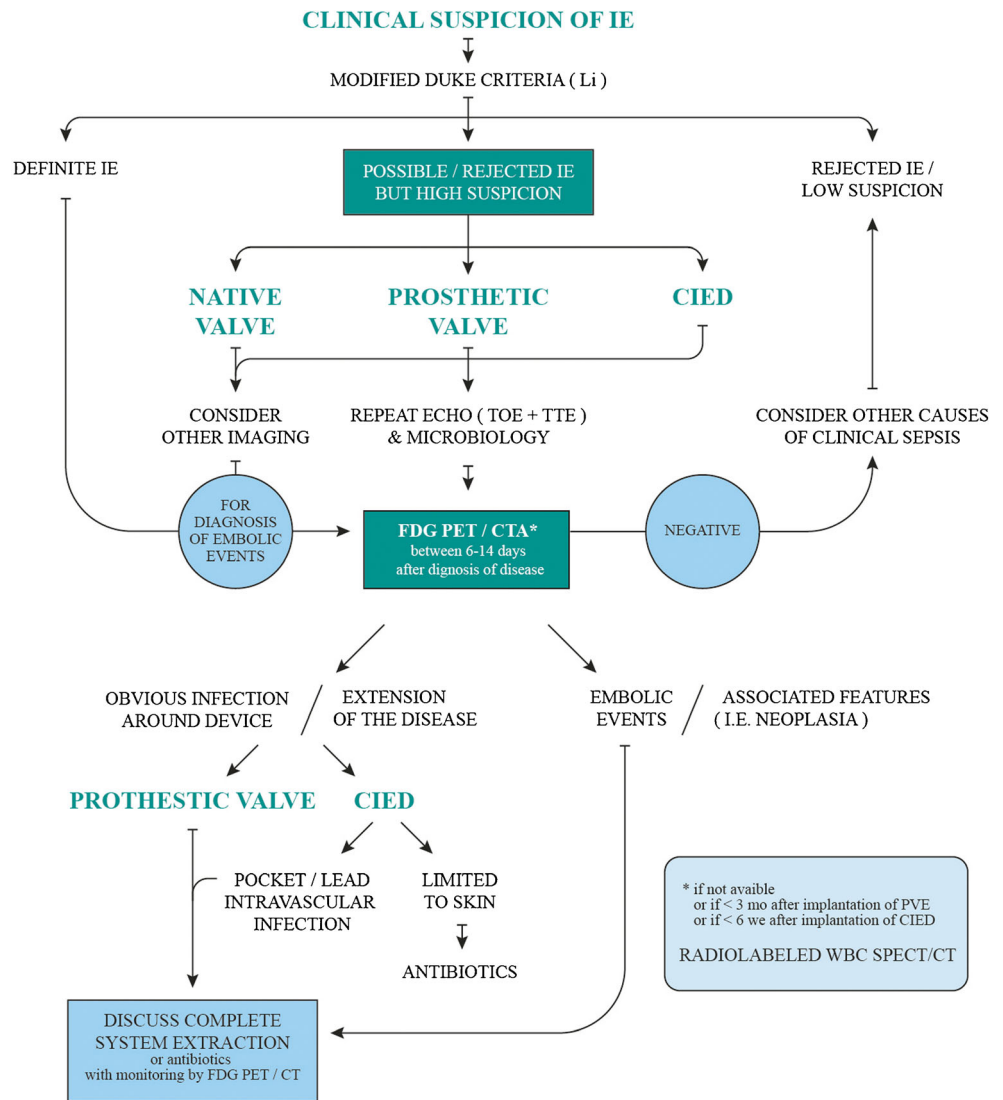 CLINICAL SUSPICION OF IE
MODIFIED DUKE CRITERIA ( Li )
DEFINITE IE
POSSIBLE / REJECTED IE
BUT HIGH SUSPICION
REJECTED IE /
LOW SUSPICION
NATIVE
VALVE
PROSTHETIC
VALVE
CIED
CONSIDER
OTHER IMAGING
REPEAT ECHO ( TOE + TTE )
& MICROBIOLOGY
CONSIDER OTHER CAUSES
OF CLINICAL SEPSIS
FOR
DIAGNOSIS
OF EMBOLIC
EVENTS
FDG PET / CTA*
between 6-14 days
after dignosis of disease
NEGATIVE
OBVIOUS INFECTION
AROUND DEVICE
EXTENSION
OF THE DISEASE
EMBOLIC
EVENTS
ASSOCIATED FEATURES
( I.E. NEOPLASIA )
PROTHESTIC VALVE
CIED
POCKET / LEAD
INTRAVASCULAR
INFECTION
LIMITED
TO SKIN
ANTIBIOTICS
* if not avaible
or if < 3 mo after implantation of PVE
or if < 6 we after implantation of CIED
RADIOLABELED WBC SPECT/CT
DISCUSS COMPLETE
SYSTEM EXTRACTION
or antibiotics
with monitoring by FDG PET / CT